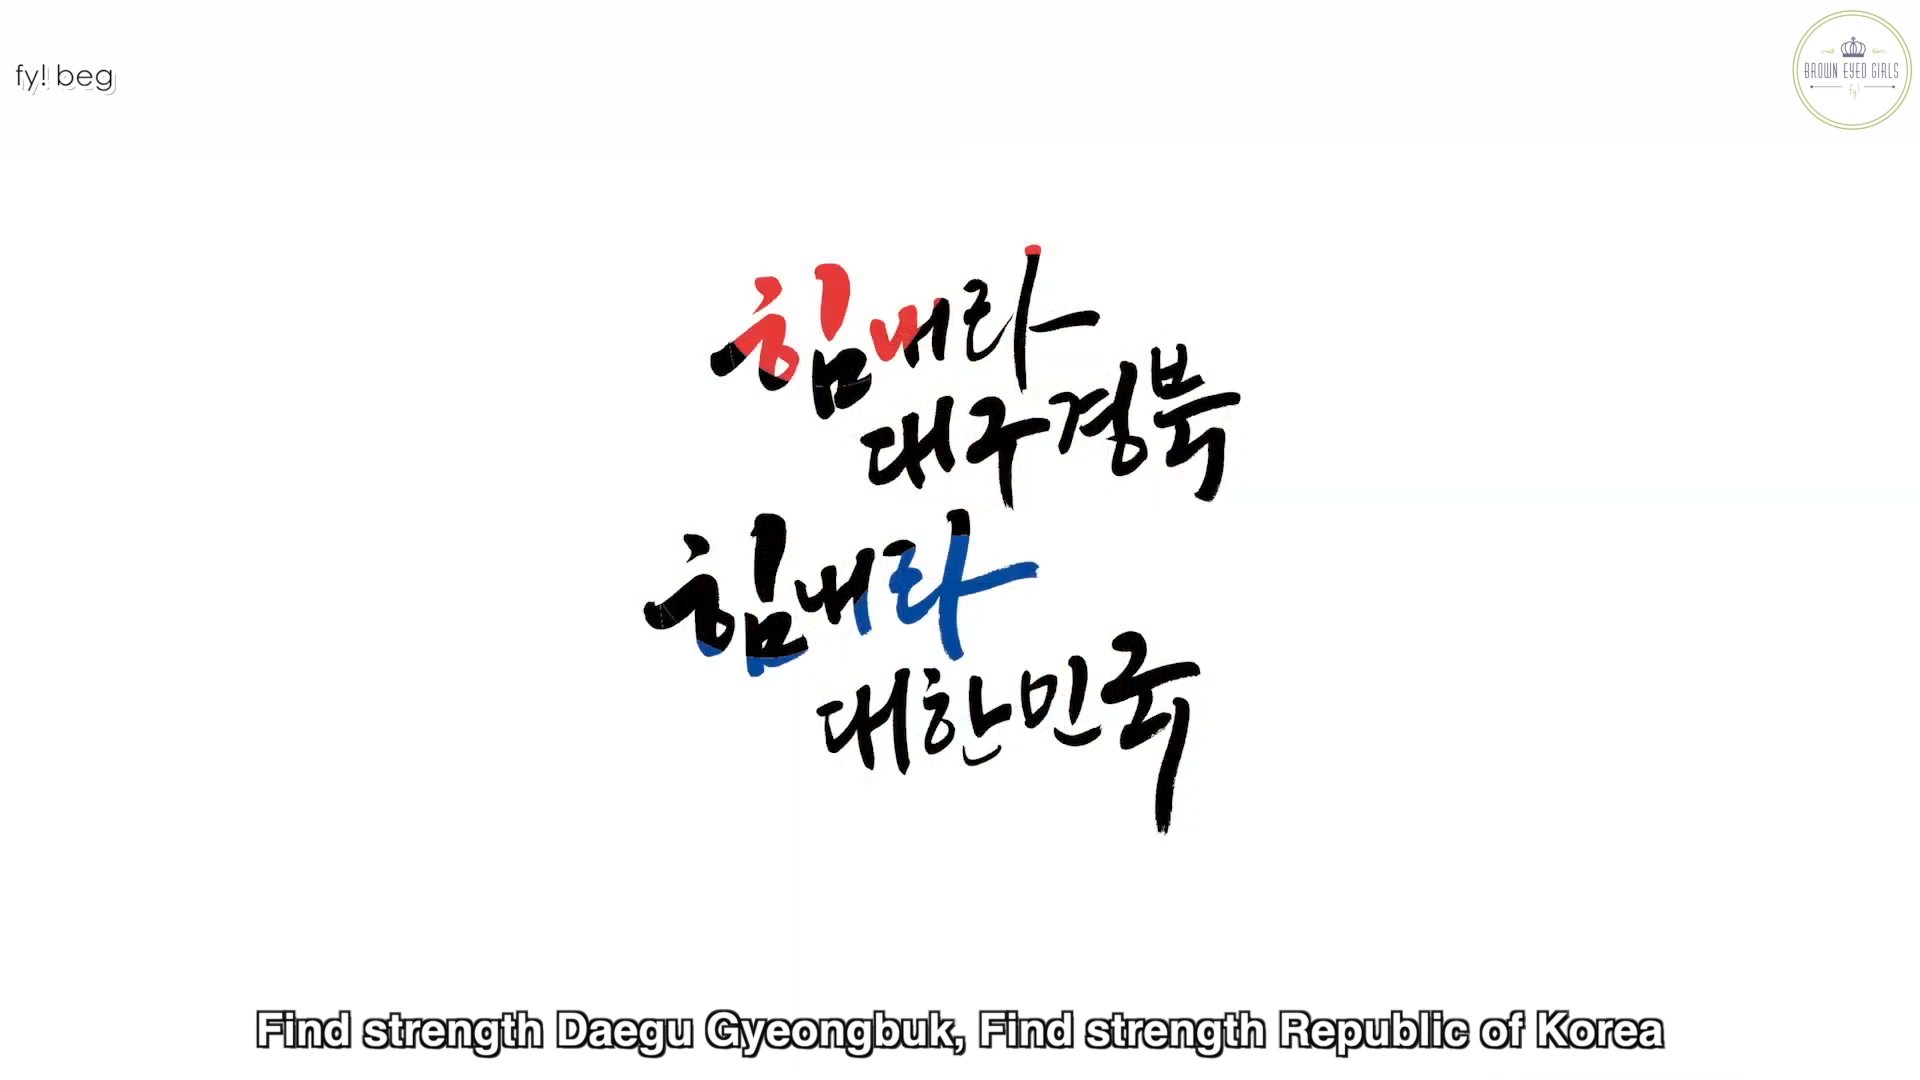 fy! beg
BROWN EYED GIRLS
fy!
힘내라
대구경북
힘내라
대한민국
Find strength Daegu Gyeongbuk, Find strength Republic of Korea